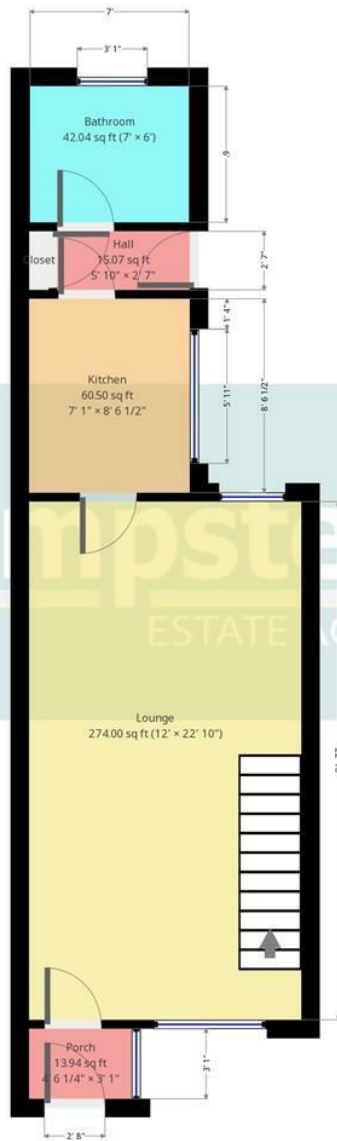 7'
3' 1"
Bathroom
42.04 sq ft (7' × 6')
6'
Hall
15.07 sq ft
5' 10" × 2' 7"
Closet
2' 7"
1' 4"
Kitchen
60.50 sq ft
7' 1" × 8' 6 1/2"
5' 11"
8' 6 1/2"
mpste
ESTATE A
Lounge
274.00 sq ft (12' × 22' 10")
Porch
13.94 sq ft
4' 6 1/4" × 3' 1"
3' 1"
2' 8"